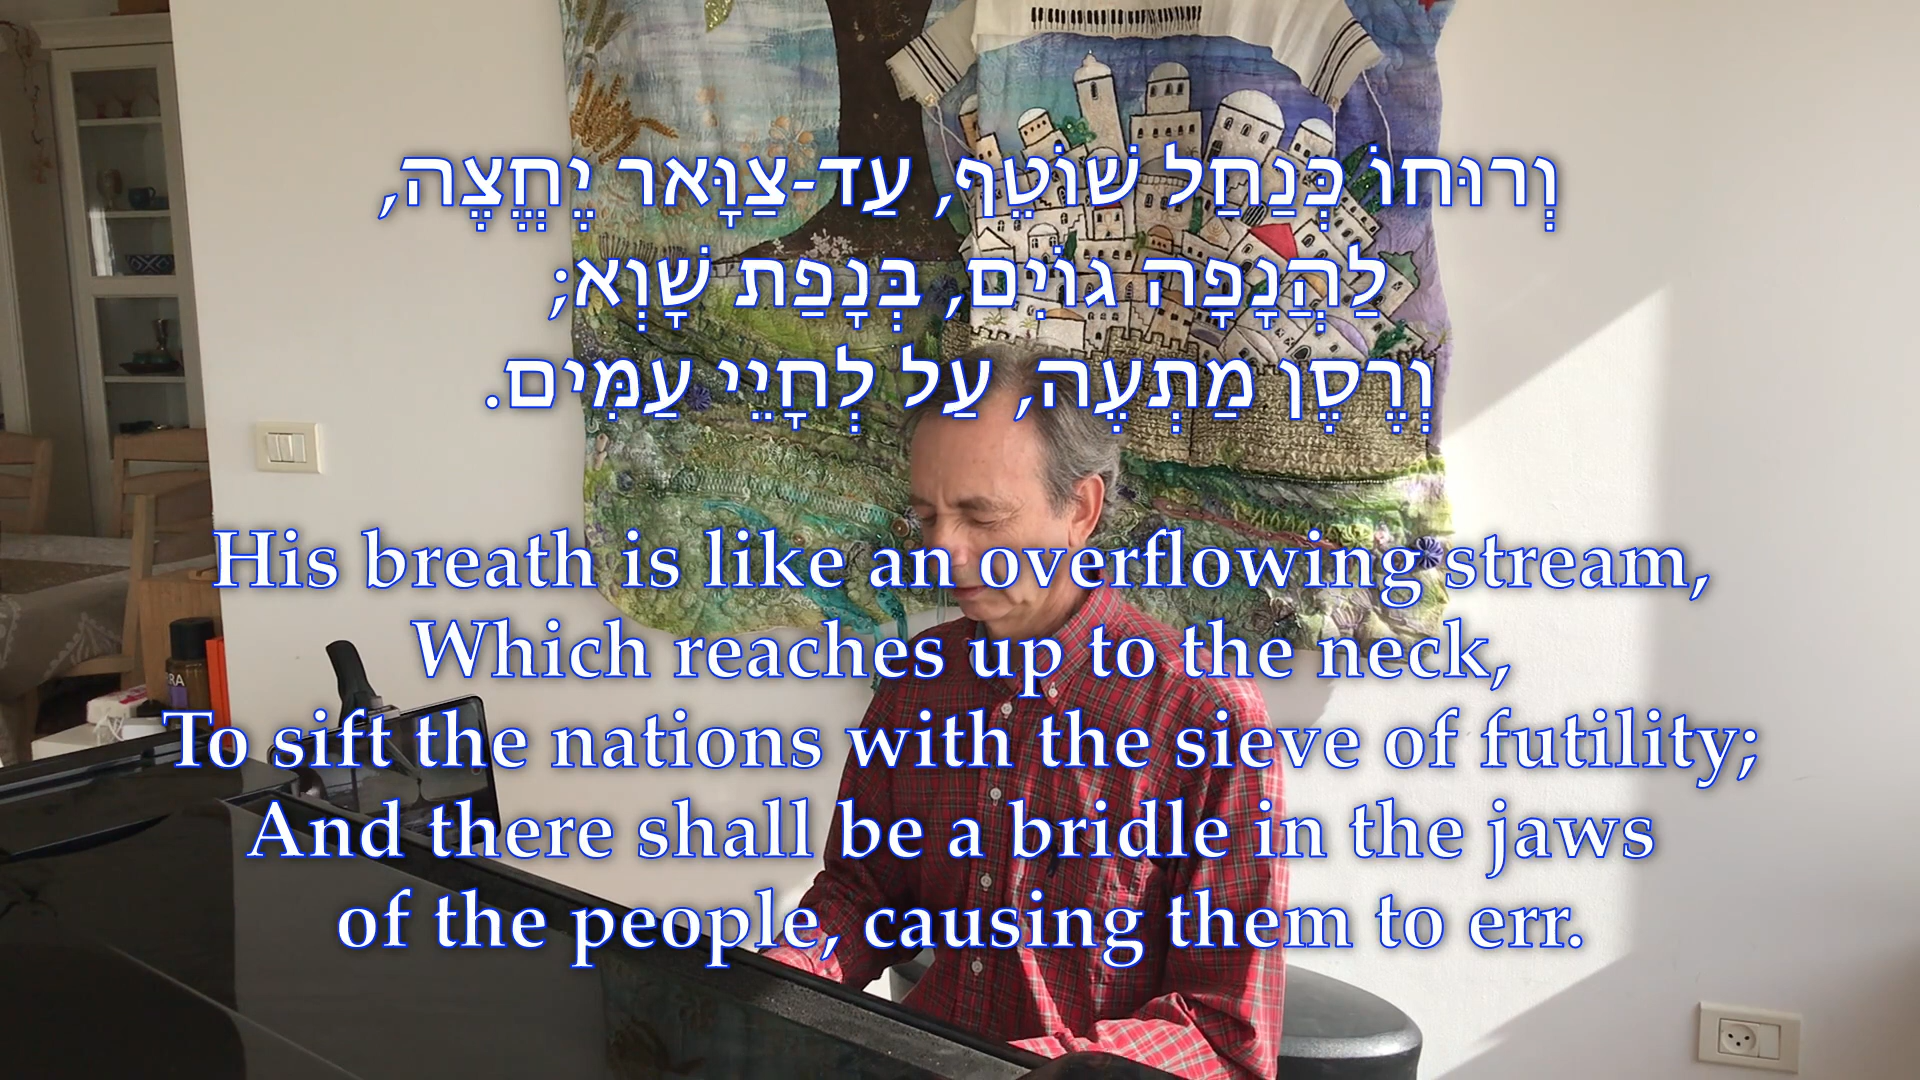 וְרוּחוֹ כְּנַחַל שׁוֹטֵף, עַד-צַוָּאר יֶחֱצֶה,
לַהֲנָפָה גוֹיִם, בְּנָפַת שָׁוְא;
וְרֶסֶן מַתְעֶה, עַל לְחָיֵי עַמִּים.
His breath is like an overflowing stream,
Which reaches up to the neck,
To sift the nations with the sieve of futility;
And there shall be a bridle in the jaws
of the people, causing them to err.
RA